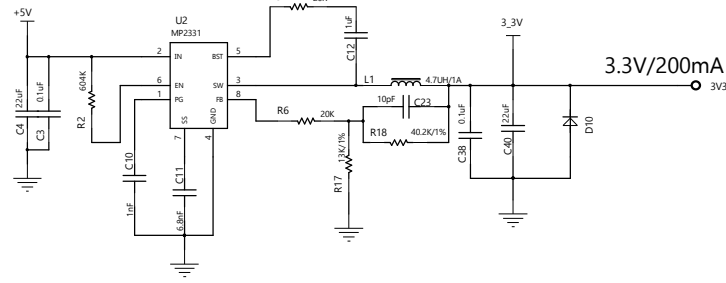 +5V
U2
MP2331
1uF
C12
3_3V
3.3V/200mA
3V3
2
IN
BST
5
L1
4.7UH/1A
22uF
C4
0.1uF
C3
604K
R2
6
EN
SW
3
1
PG
FB
8
SS
GND
7
4
10pF
C23
R6
20K
R18
40.2K/1%
13K/1%
R17
0.1uF
C38
22uF
C40
D10
C10
1nF
C11
6.8nF